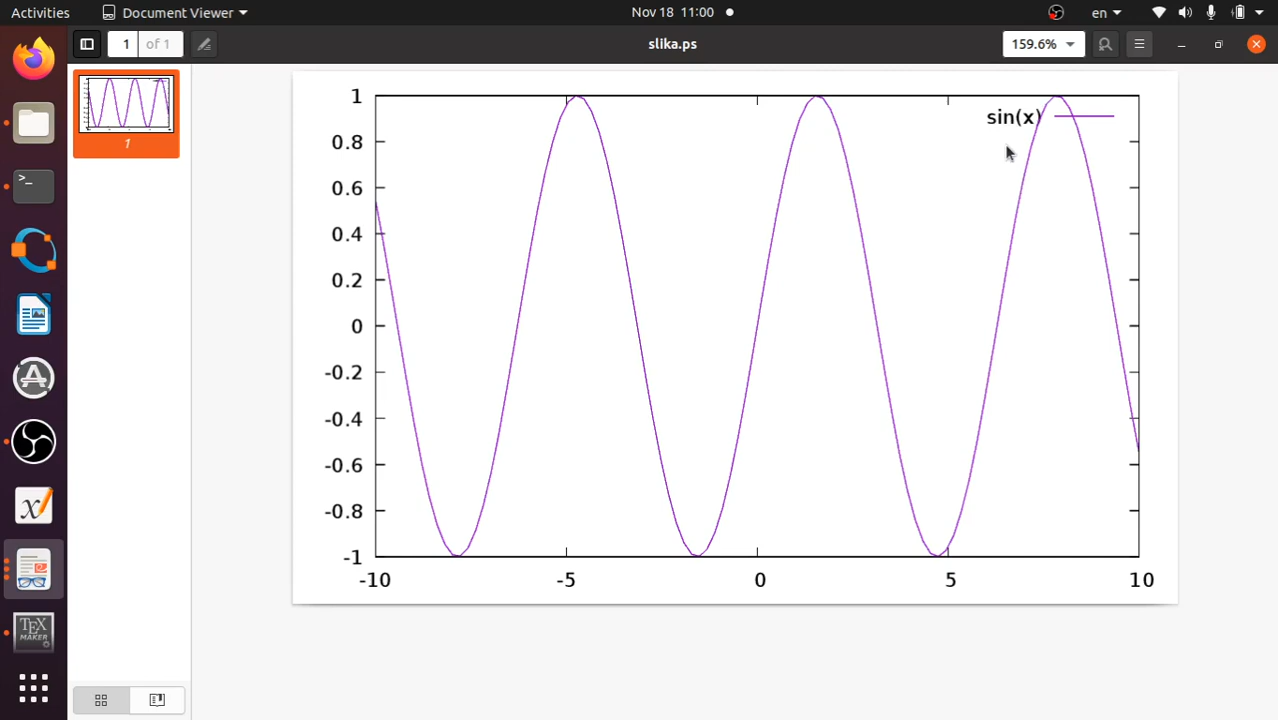 Activities
Document Viewer
Nov 18 11:00
en
1
of 1
slika.ps
159.6%
1
1
0.8
0.6
0.4
0.2
0
-0.2
-0.4
-0.6
-0.8
-1
sin(x)
-10
-5
0
5
10
>_
X
TEX
MAKER